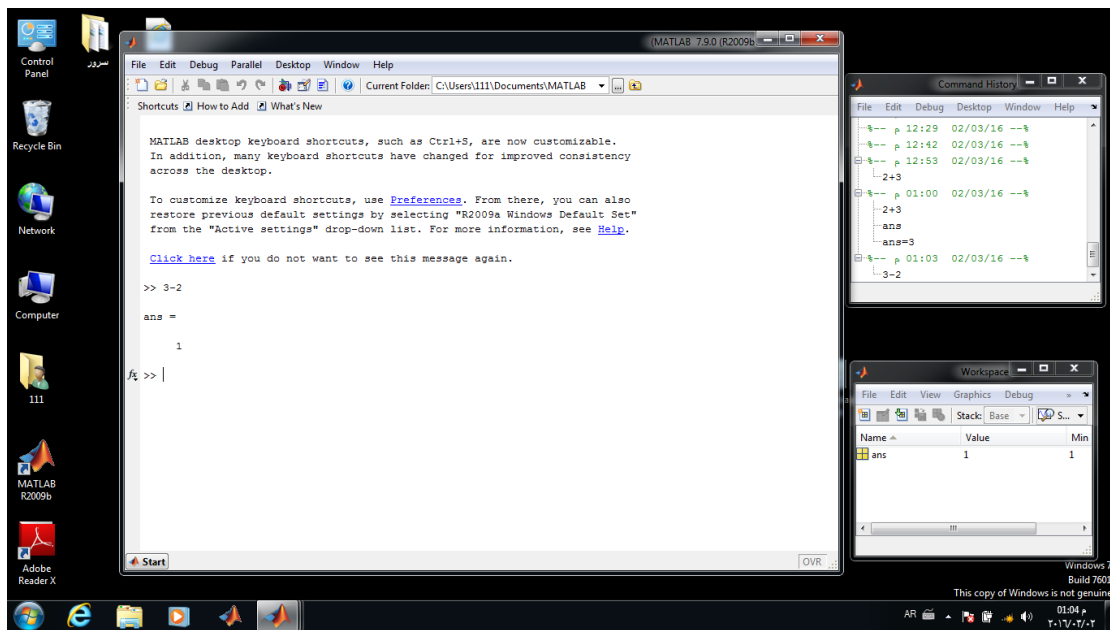 Control
Panel
سرور
Recycle Bin
Network
Computer
111
MATLAB
R2009b
Adobe
Reader X
(MATLAB 7.9.0 (R2009b
File Edit Debug Parallel Desktop Window Help
Current Folder: C:\Users\111\Documents\MATLAB
Shortcuts How to Add What's New
MATLAB desktop keyboard shortcuts, such as Ctrl+S, are now customizable.
In addition, many keyboard shortcuts have changed for improved consistency
across the desktop.
To customize keyboard shortcuts, use Preferences. From there, you can also
restore previous default settings by selecting "R2009a Windows Default Set"
from the "Active settings" drop-down list. For more information, see Help.
Click here if you do not want to see this message again.
>> 3-2
ans =
1
fx >>
Start
OVR
Command History
File Edit Debug Desktop Window Help
%-- م 12:29 02/03/16 --%
%-- م 12:42 02/03/16 --%
%-- م 12:53 02/03/16 --%
2+3
%-- م 01:00 02/03/16 --%
2+3
ans
ans=3
%-- م 01:03 02/03/16 --%
3-2
Workspace
File Edit View Graphics Debug »
Stack: Base S...
Name Value Min
ans 1 1
Windows 7
Build 7601
This copy of Windows is not genuine
AR
01:04 م
٢٠١٦/٠٣/٠٢